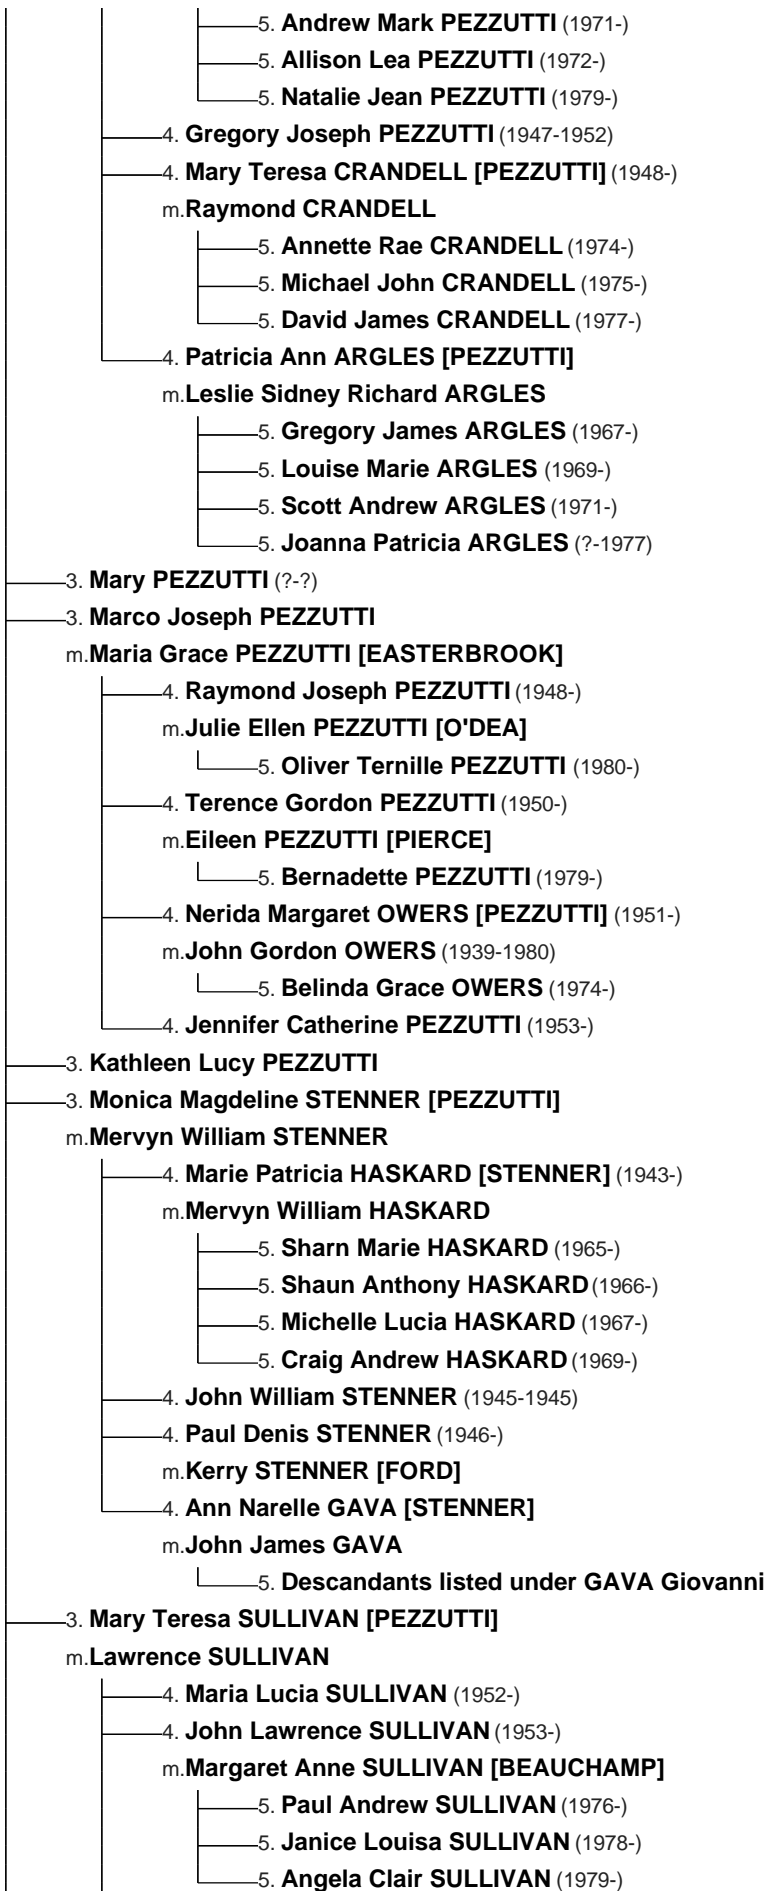 5. Andrew Mark PEZZUTTI (1971-)
5. Allison Lea PEZZUTTI (1972-)
5. Natalie Jean PEZZUTTI (1979-)
4. Gregory Joseph PEZZUTTI (1947-1952)
4. Mary Teresa CRANDELL [PEZZUTTI] (1948-)
m.Raymond CRANDELL
5. Annette Rae CRANDELL (1974-)
5. Michael John CRANDELL (1975-)
5. David James CRANDELL (1977-)
4. Patricia Ann ARGLES [PEZZUTTI]
m.Leslie Sidney Richard ARGLES
5. Gregory James ARGLES (1967-)
5. Louise Marie ARGLES (1969-)
5. Scott Andrew ARGLES (1971-)
5. Joanna Patricia ARGLES (?-1977)
3. Mary PEZZUTTI (?-?)
3. Marco Joseph PEZZUTTI
m.Maria Grace PEZZUTTI [EASTERBROOK]
4. Raymond Joseph PEZZUTTI (1948-)
m.Julie Ellen PEZZUTTI [O'DEA]
5. Oliver Ternille PEZZUTTI (1980-)
4. Terence Gordon PEZZUTTI (1950-)
m.Eileen PEZZUTTI [PIERCE]
5. Bernadette PEZZUTTI (1979-)
4. Nerida Margaret OWERS [PEZZUTTI] (1951-)
m.John Gordon OWERS (1939-1980)
5. Belinda Grace OWERS (1974-)
4. Jennifer Catherine PEZZUTTI (1953-)
3. Kathleen Lucy PEZZUTTI
3. Monica Magdeline STENNER [PEZZUTTI]
m.Mervyn William STENNER
4. Marie Patricia HASKARD [STENNER] (1943-)
m.Mervyn William HASKARD
5. Sharn Marie HASKARD (1965-)
5. Shaun Anthony HASKARD (1966-)
5. Michelle Lucia HASKARD (1967-)
5. Craig Andrew HASKARD (1969-)
4. John William STENNER (1945-1945)
4. Paul Denis STENNER (1946-)
m.Kerry STENNER [FORD]
4. Ann Narelle GAVA [STENNER]
m.John James GAVA
5. Descandants listed under GAVA Giovanni
3. Mary Teresa SULLIVAN [PEZZUTTI]
m.Lawrence SULLIVAN
4. Maria Lucia SULLIVAN (1952-)
4. John Lawrence SULLIVAN (1953-)
m.Margaret Anne SULLIVAN [BEAUCHAMP]
5. Paul Andrew SULLIVAN (1976-)
5. Janice Louisa SULLIVAN (1978-)
5. Angela Clair SULLIVAN (1979-)